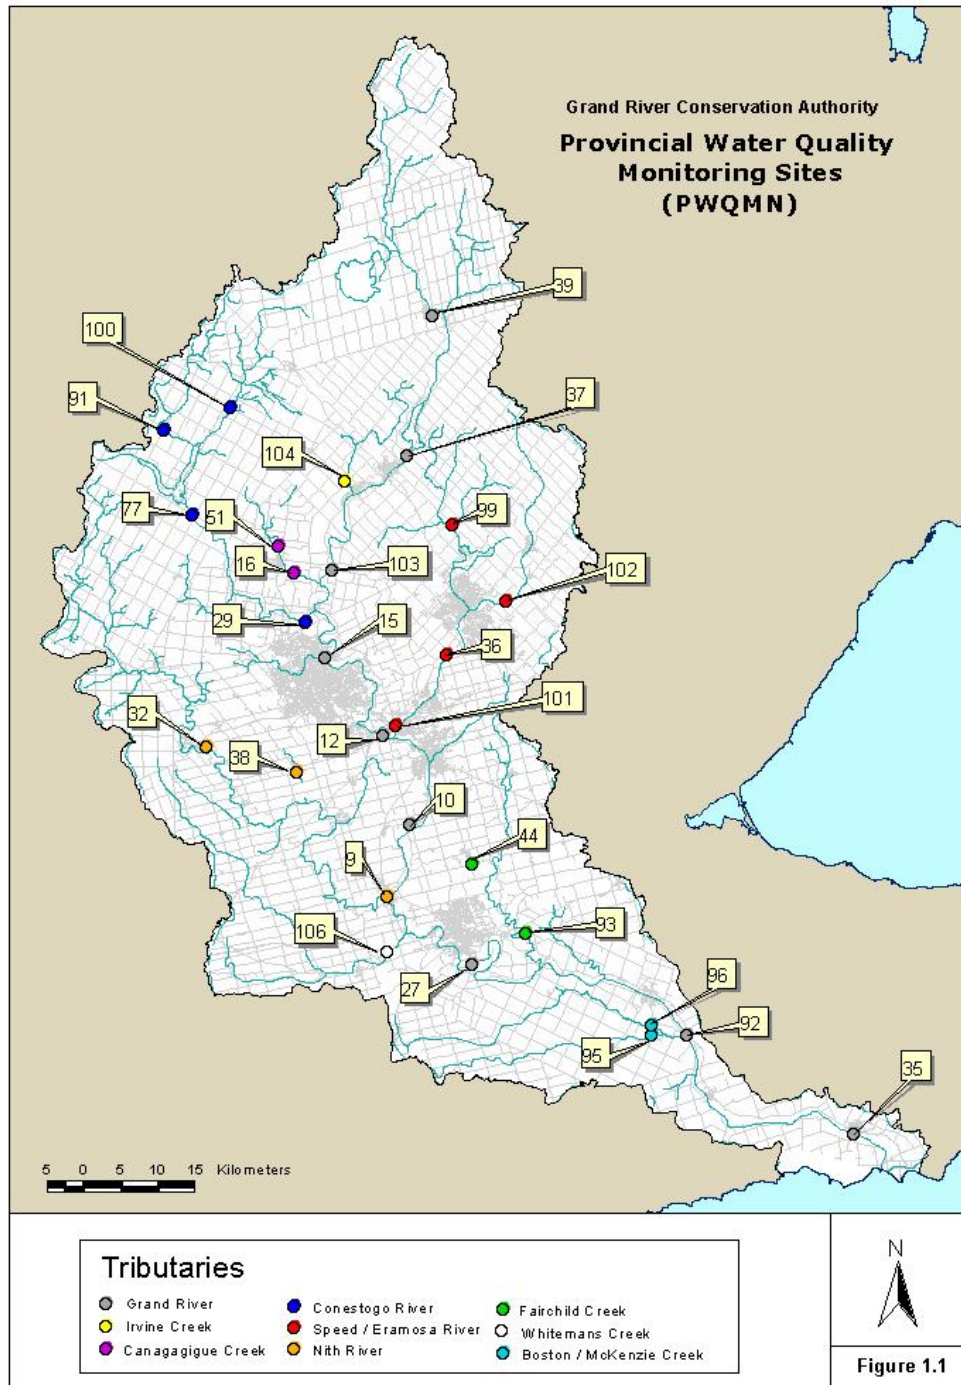 Grand River Conservation Authority
Provincial Water Quality
Monitoring Sites
(PWQMN)
39
100
37
91
104
99
77
51
16
103
102
29
15
36
101
32
12
38
10
44
9
93
106
27
96
92
95
35
5 0 5 10 15 Kilometers
N
Tributaries
Grand River
Conestogo River
Fairchild Creek
Irvine Creek
Speed / Eramosa River
Whitemans Creek
Canagagigue Creek
Nith River
Boston / McKenzie Creek
Figure 1.1